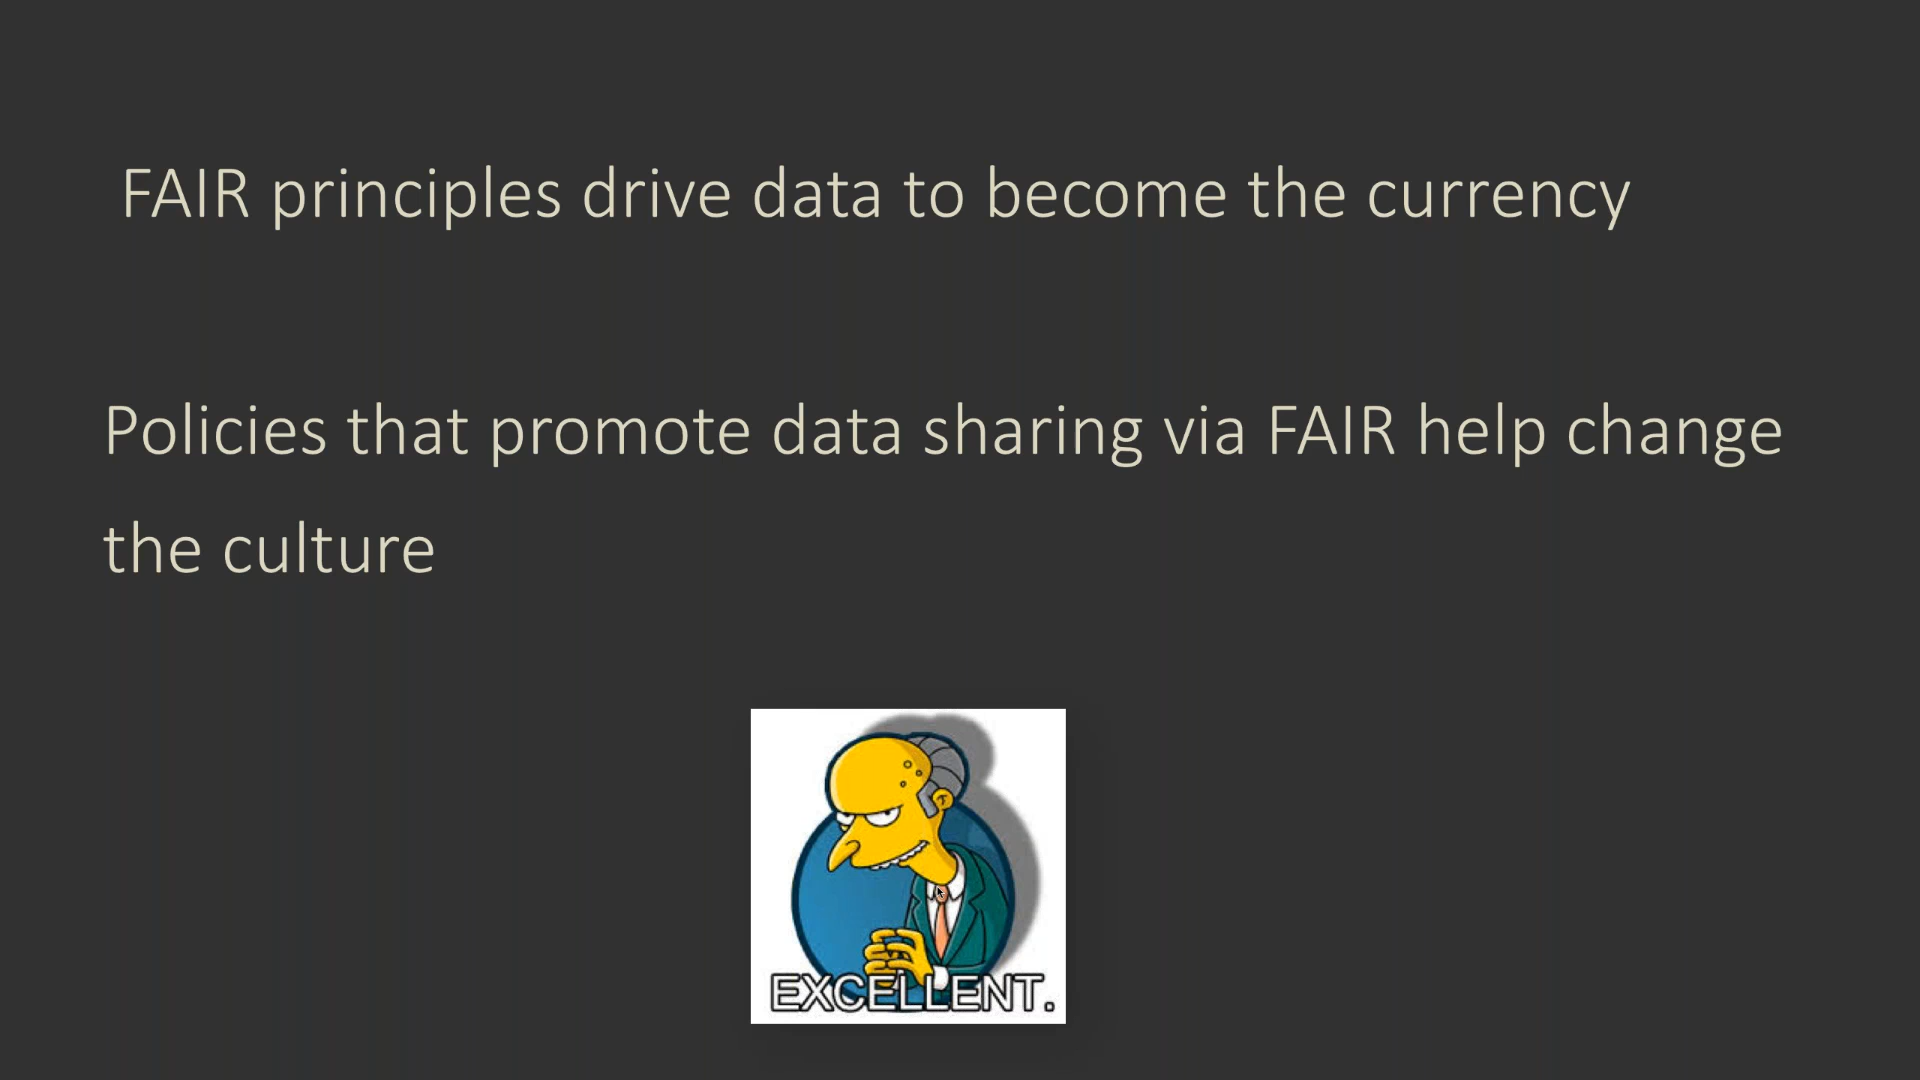 FAIR principles drive data to become the currency
Policies that promote data sharing via FAIR help change
the culture
EXCELLENT.